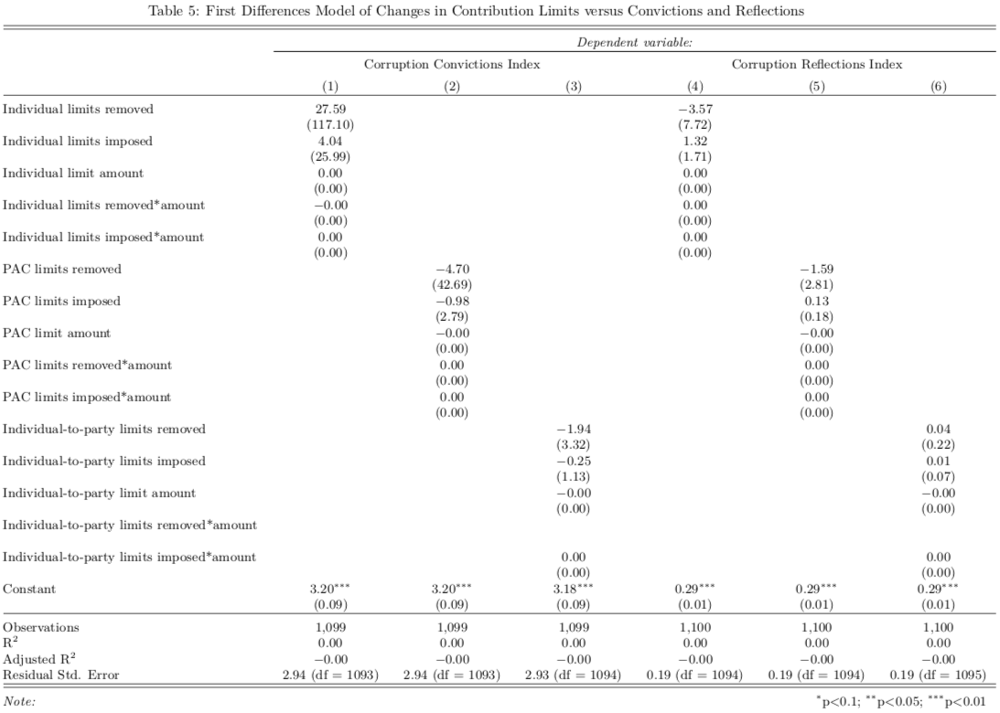 Table 5: First Differences Model of Changes in Contribution Limits versus Convictions and Reflections
Dependent variable:
Corruption Convictions Index Corruption Reflections Index
(1) (2) (3) (4) (5) (6)
Individual limits removed 27.59 −3.57
(117.10) (7.72)
Individual limits imposed 4.04 1.32
(25.99) (1.71)
Individual limit amount 0.00 0.00
(0.00) (0.00)
Individual limits removed*amount −0.00 0.00
(0.00) (0.00)
Individual limits imposed*amount 0.00 0.00
(0.00) (0.00)
PAC limits removed −4.70 −1.59
(42.69) (2.81)
PAC limits imposed −0.98 0.13
(2.79) (0.18)
PAC limit amount −0.00 −0.00
(0.00) (0.00)
PAC limits removed*amount 0.00 0.00
(0.00) (0.00)
PAC limits imposed*amount 0.00 0.00
(0.00) (0.00)
Individual-to-party limits removed −1.94 0.04
(3.32) (0.22)
Individual-to-party limits imposed −0.25 0.01
(1.13) (0.07)
Individual-to-party limit amount −0.00 −0.00
(0.00) (0.00)
Individual-to-party limits removed*amount
Individual-to-party limits imposed*amount 0.00 0.00
(0.00) (0.00)
Constant 3.20*** 3.20*** 3.18*** 0.29*** 0.29*** 0.29***
(0.09) (0.09) (0.09) (0.01) (0.01) (0.01)
Observations 1,099 1,099 1,099 1,100 1,100 1,100
R² 0.00 0.00 0.00 0.00 0.00 0.00
Adjusted R² −0.00 −0.00 −0.00 −0.00 −0.00 −0.00
Residual Std. Error 2.94 (df = 1093) 2.94 (df = 1093) 2.93 (df = 1094) 0.19 (df = 1094) 0.19 (df = 1094) 0.19 (df = 1095)
Note: *p<0.1; **p<0.05; ***p<0.01